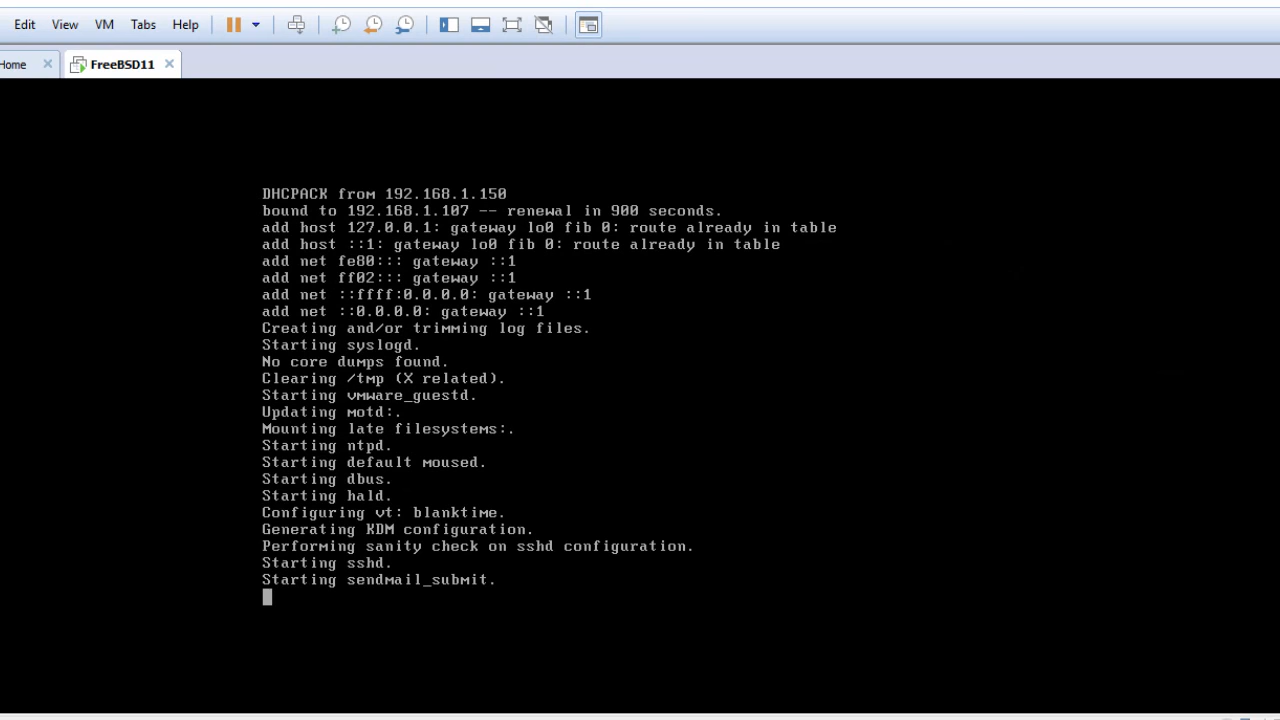 Edit View VM Tabs Help
Home FreeBSD11
DHCPACK from 192.168.1.150
bound to 192.168.1.107 -- renewal in 900 seconds.
add host 127.0.0.1: gateway lo0 fib 0: route already in table
add host ::1: gateway lo0 fib 0: route already in table
add net fe80::: gateway ::1
add net ff02::: gateway ::1
add net ::ffff:0.0.0.0: gateway ::1
add net ::0.0.0.0: gateway ::1
Creating and/or trimming log files.
Starting syslogd.
No core dumps found.
Clearing /tmp (X related).
Starting vmware_guestd.
Updating motd:.
Mounting late filesystems:.
Starting ntpd.
Starting default moused.
Starting dbus.
Starting hald.
Configuring vt: blanktime.
Generating KDM configuration.
Performing sanity check on sshd configuration.
Starting sshd.
Starting sendmail_submit.